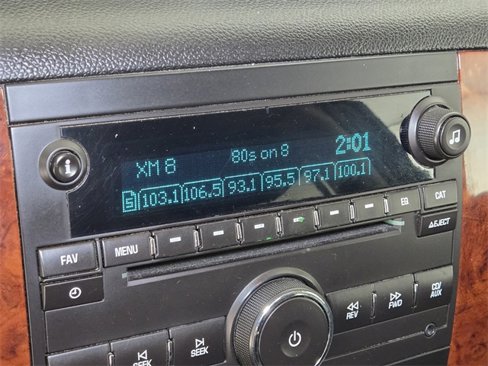 XM 8 80s on 8 2:01
5 103.1 106.5 93.1 95.5 97.1 100.1
i
FAV MENU EQ CAT
EJECT
REV FWD CD/AUX
SEEK SEEK